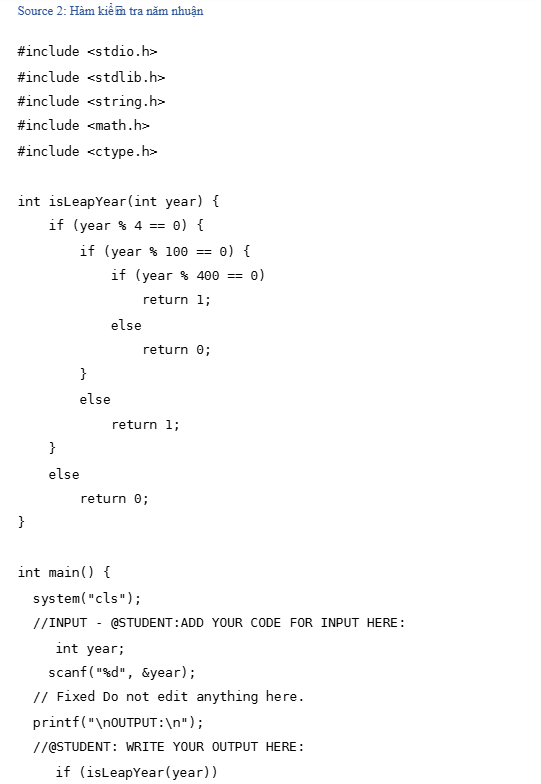 Source 2: Hàm kiểm tra năm nhuận
#include <stdio.h>
#include <stdlib.h>
#include <string.h>
#include <math.h>
#include <ctype.h>
int isLeapYear(int year) {
    if (year % 4 == 0) {
        if (year % 100 == 0) {
            if (year % 400 == 0)
                return 1;
            else
                return 0;
        }
        else
            return 1;
    }
    else
        return 0;
}
int main() {
  system("cls");
  //INPUT - @STUDENT:ADD YOUR CODE FOR INPUT HERE:
     int year;
    scanf("%d", &year);
  // Fixed Do not edit anything here.
  printf("\nOUTPUT:\n");
  //@STUDENT: WRITE YOUR OUTPUT HERE:
     if (isLeapYear(year))